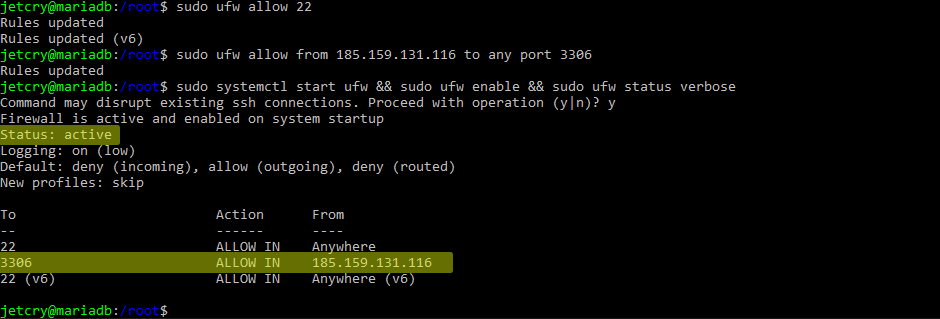 jetcry@mariadb:/root$ sudo ufw allow 22
Rules updated
Rules updated (v6)
jetcry@mariadb:/root$ sudo ufw allow from 185.159.131.116 to any port 3306
Rules updated
jetcry@mariadb:/root$ sudo systemctl start ufw && sudo ufw enable && sudo ufw status verbose
Command may disrupt existing ssh connections. Proceed with operation (y|n)? y
Firewall is active and enabled on system startup
Status: active
Logging: on (low)
Default: deny (incoming), allow (outgoing), deny (routed)
New profiles: skip
To                         Action      From
--                         ------      ----
22                         ALLOW IN    Anywhere
3306                       ALLOW IN    185.159.131.116
22 (v6)                    ALLOW IN    Anywhere (v6)
jetcry@mariadb:/root$